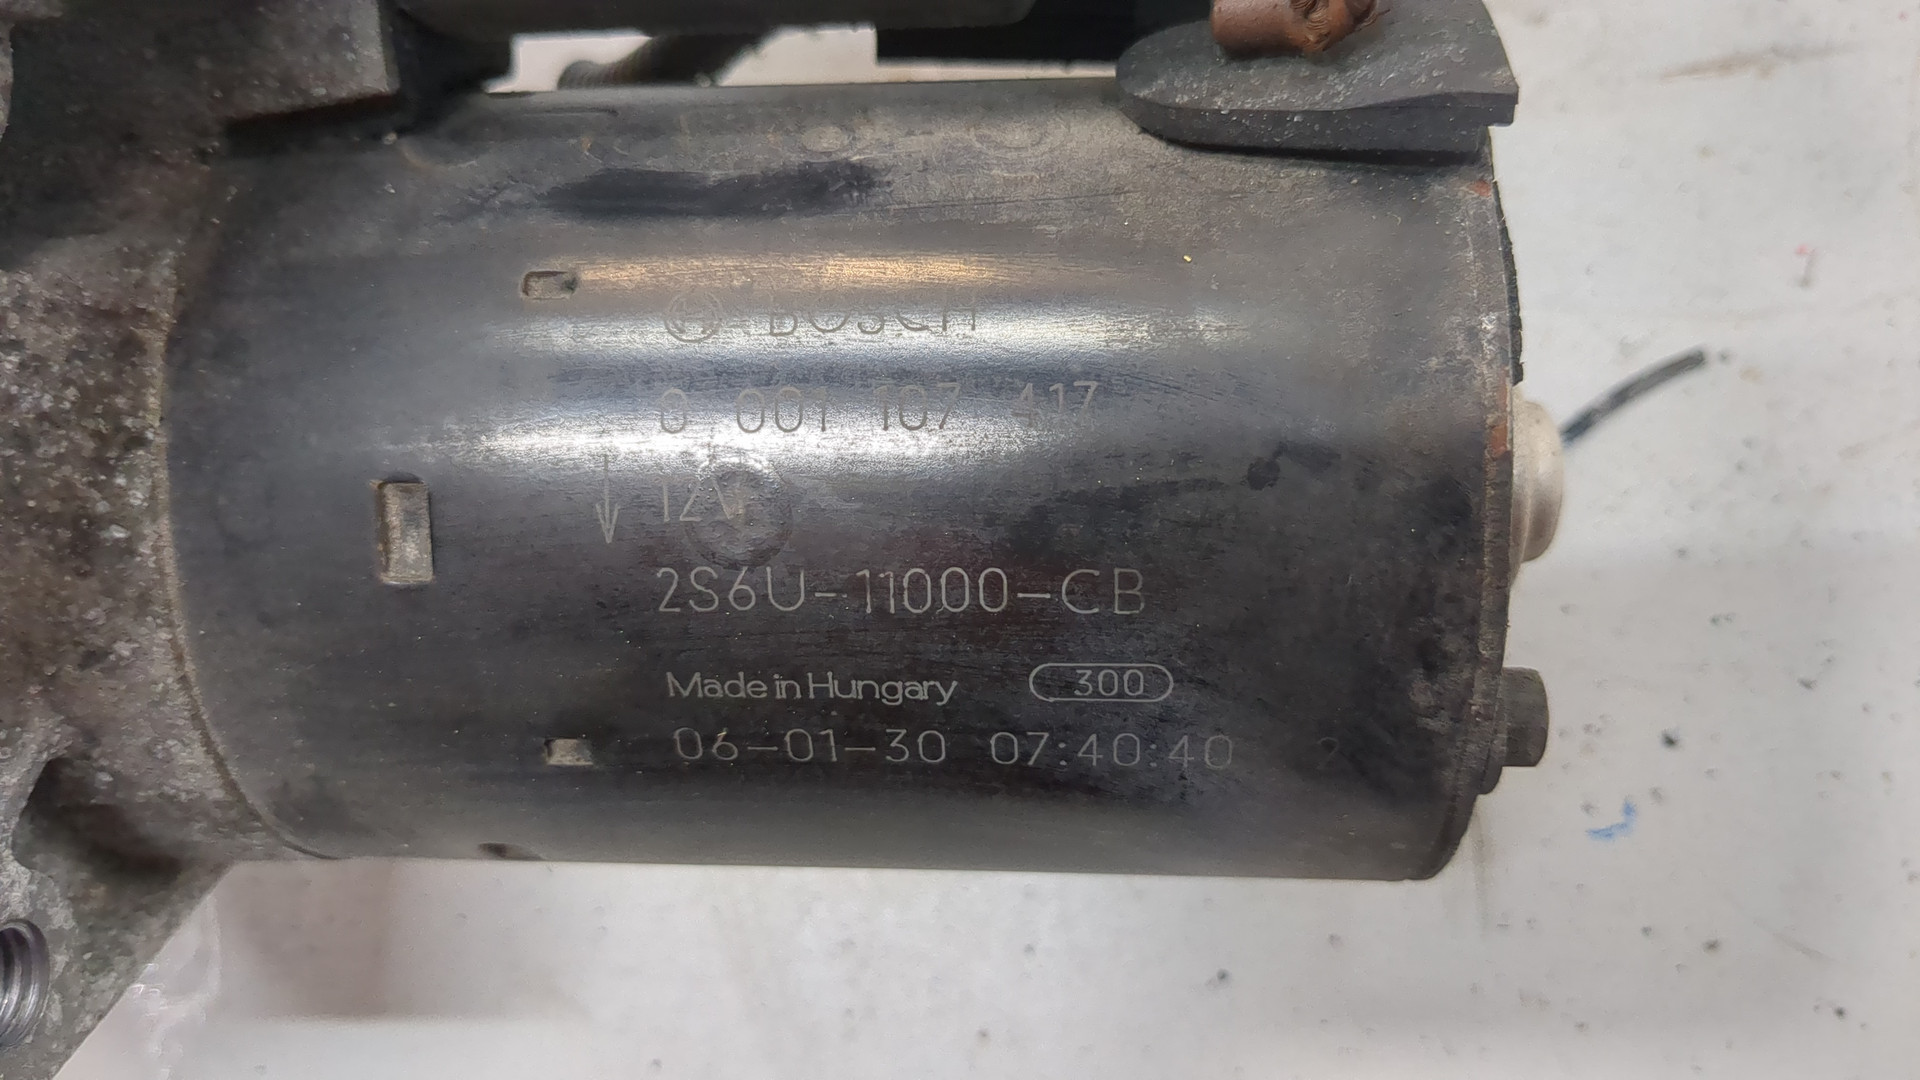 BOSCH
0 001 107 417
12V
2S6U-11000-CB
Made in Hungary 300
06-01-30 07:40:40 2